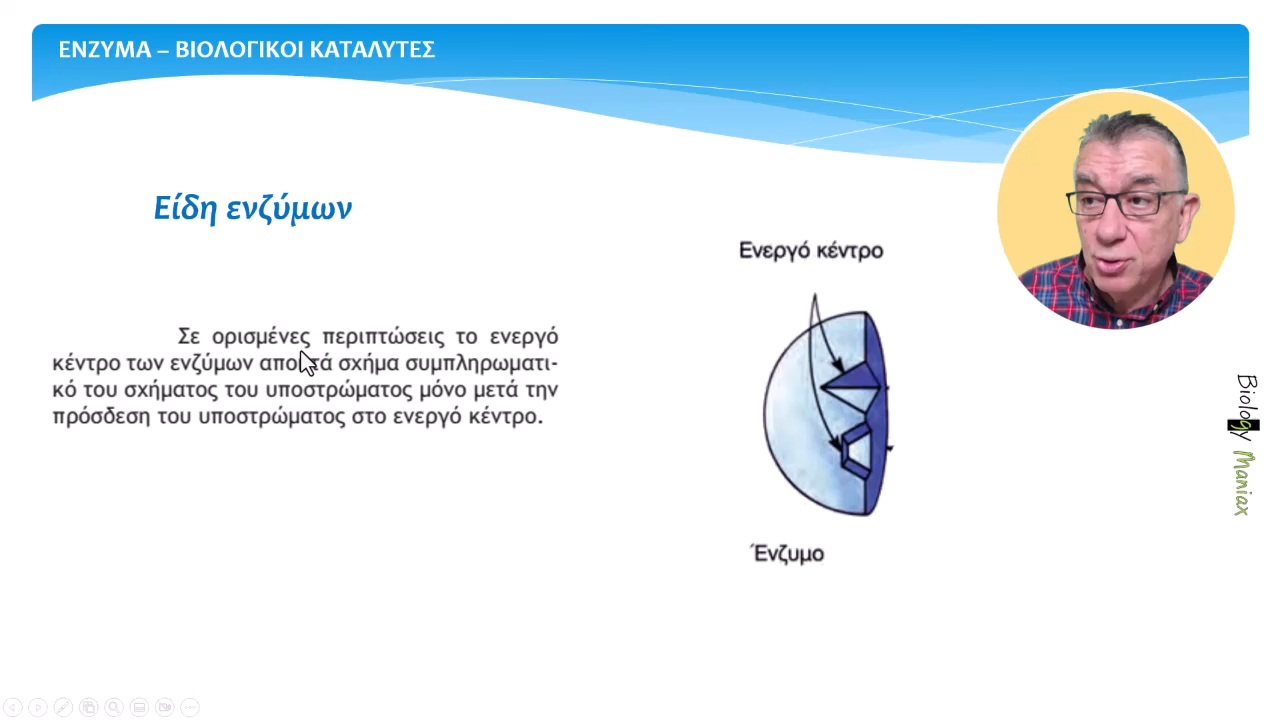 ΕΝΖΥΜΑ – ΒΙΟΛΟΓΙΚΟΙ ΚΑΤΑΛΥΤΕΣ
Είδη ενζύμων
Σε ορισμένες περιπτώσεις το ενεργό
κέντρο των ενζύμων αποκτά σχήμα συμπληρωματι-
κό του σχήματος του υποστρώματος μόνο μετά την
πρόσδεση του υποστρώματος στο ενεργό κέντρο.
Ενεργό κέντρο
Ένζυμο
Biology Maniax